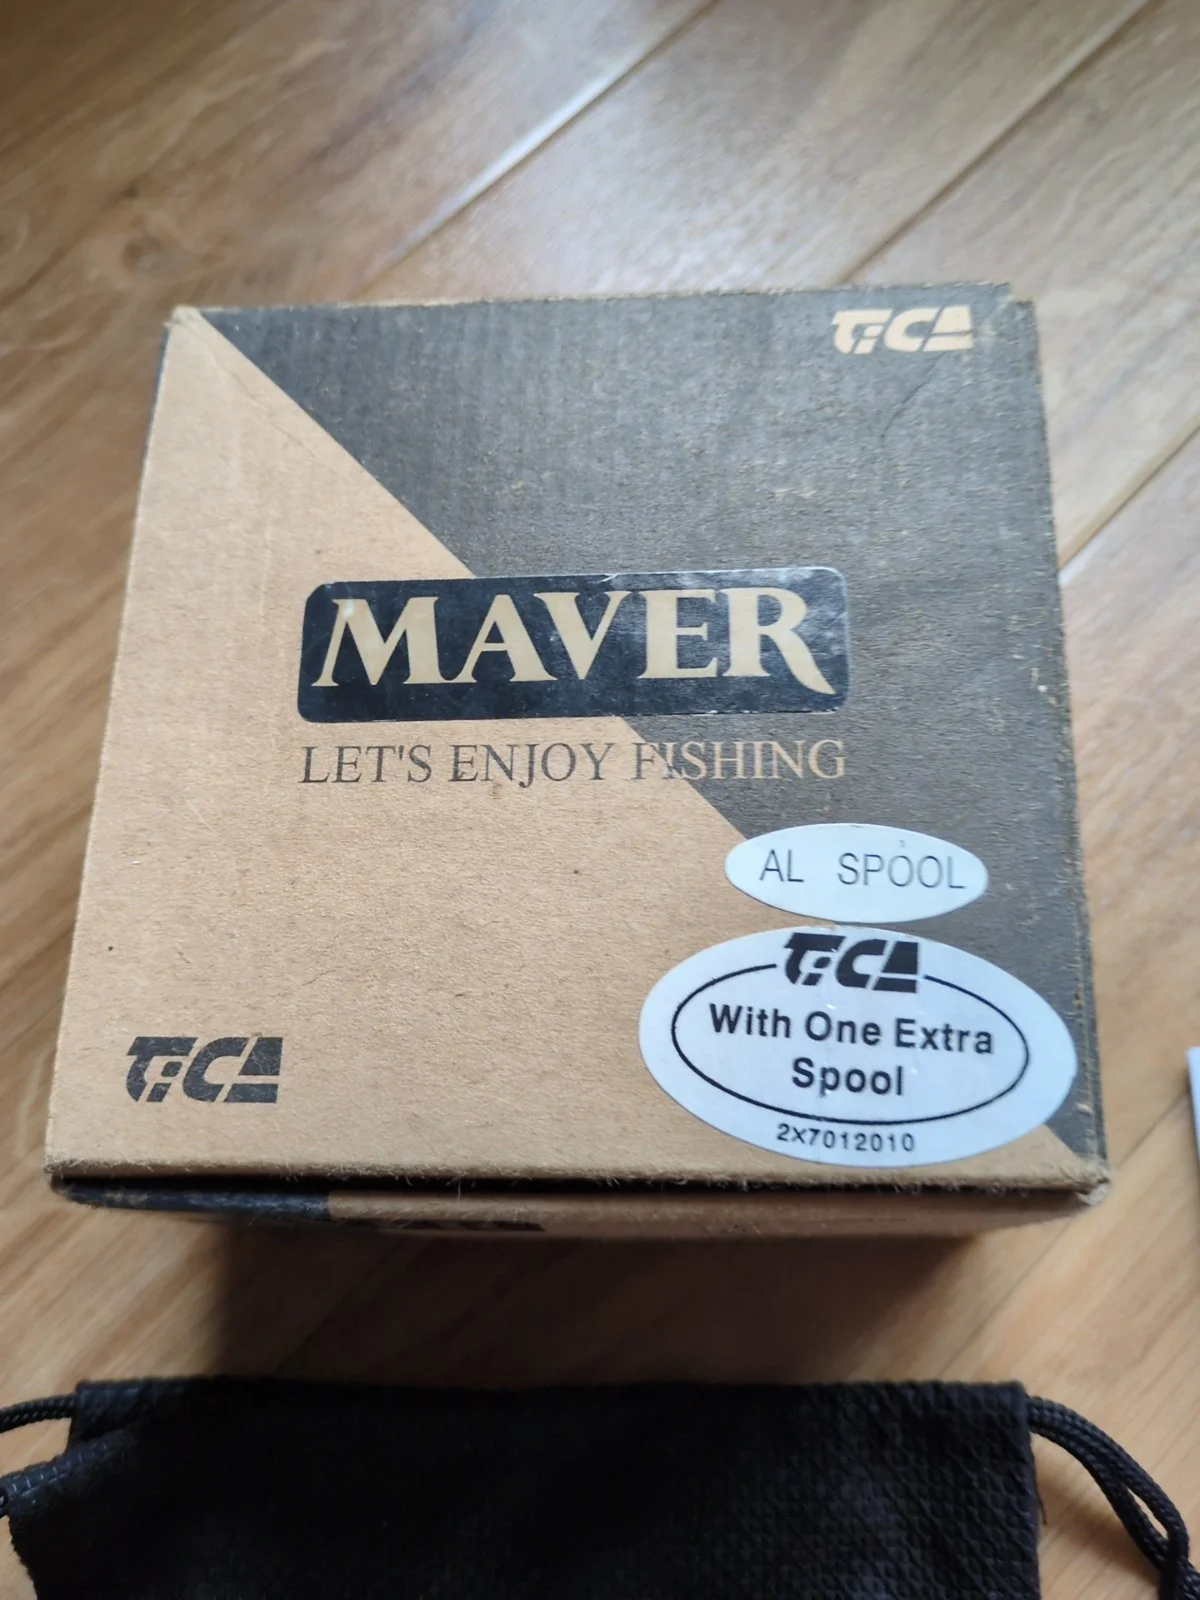 TiCA
MAVER
LET'S ENJOY FISHING
AL SPOOL
TiCA
With One Extra
Spool
2X7012010
TiCA